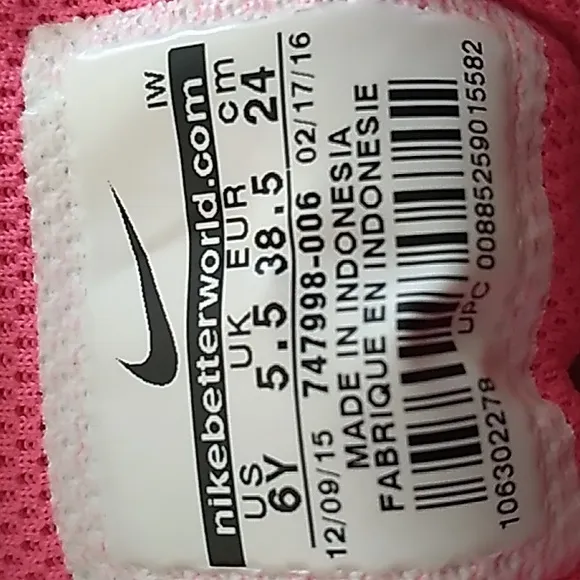 IW
nikebetterworld.com
US UK EUR cm
6Y 5.5 38.5 24
12/09/15 747998-006 02/17/16
MADE IN INDONESIA
FABRIQUE EN INDONESIE
106302278 UPC 00885259015582